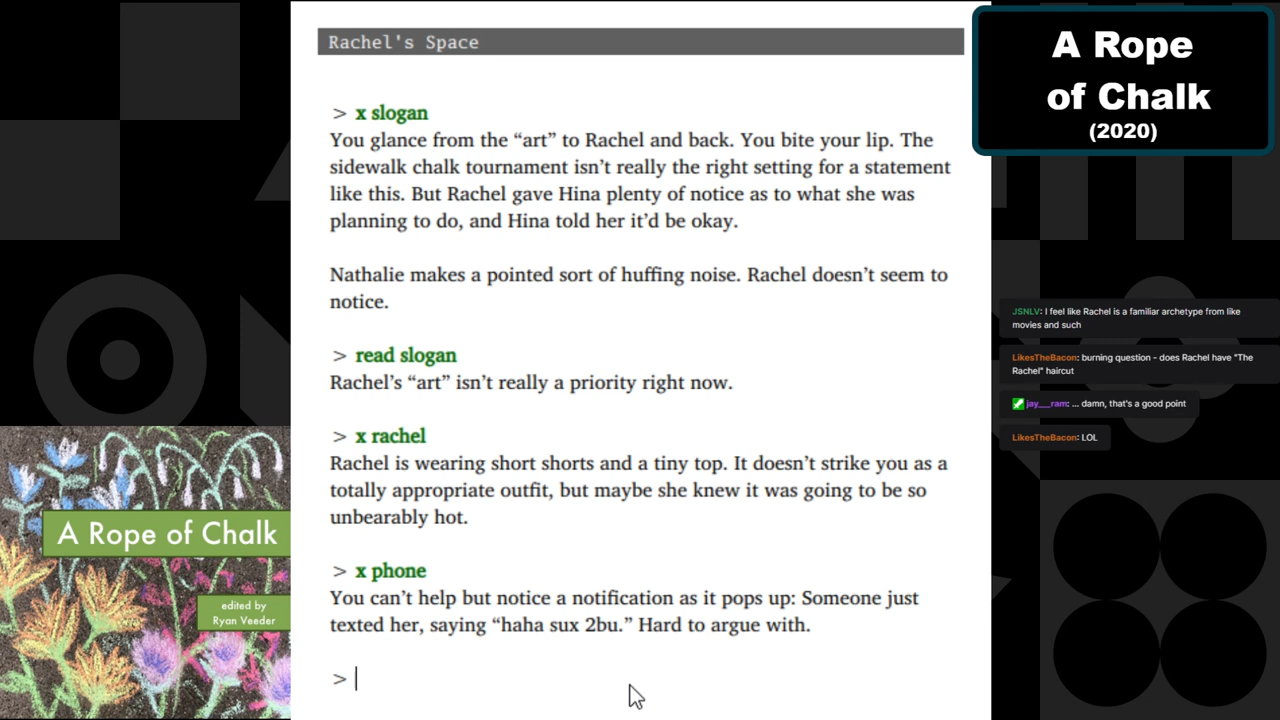 Rachel's Space
> x slogan
You glance from the “art” to Rachel and back. You bite your lip. The
sidewalk chalk tournament isn’t really the right setting for a statement
like this. But Rachel gave Hina plenty of notice as to what she was
planning to do, and Hina told her it’d be okay.
Nathalie makes a pointed sort of huffing noise. Rachel doesn’t seem to
notice.
> read slogan
Rachel’s “art” isn’t really a priority right now.
> x rachel
Rachel is wearing short shorts and a tiny top. It doesn’t strike you as a
totally appropriate outfit, but maybe she knew it was going to be so
unbearably hot.
> x phone
You can’t help but notice a notification as it pops up: Someone just
texted her, saying “haha sux 2bu.” Hard to argue with.
>
A Rope
of Chalk
(2020)
JSNLV: I feel like Rachel is a familiar archetype from like
movies and such
LikesTheBacon: burning question - does Rachel have "The
Rachel" haircut
jay__ram: ... damn, that's a good point
LikesTheBacon: LOL
A Rope of Chalk
edited by
Ryan Veeder